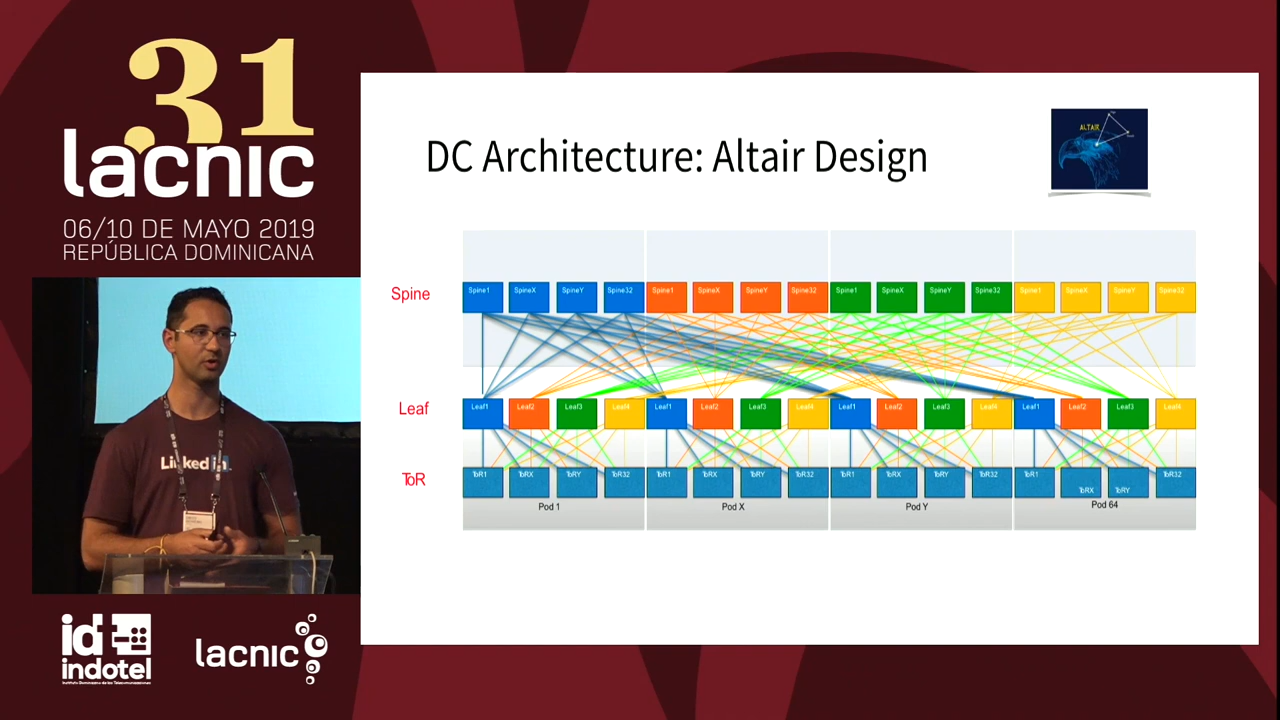 31
lacnic
06/10 DE MAYO 2019
REPÚBLICA DOMINICANA
DC Architecture: Altair Design
ALTAIR
Spine
Spine1 SpineX SpineY Spine32 Spine1 SpineX SpineY Spine32 Spine1 SpineX SpineY Spine32 Spine1 SpineX SpineY Spine32
Leaf
Leaf1 Leaf2 Leaf3 Leaf4 Leaf1 Leaf2 Leaf3 Leaf4 Leaf1 Leaf2 Leaf3 Leaf4 Leaf1 Leaf2 Leaf3 Leaf4
ToR
ToR1 ToRX ToRY ToR32 ToR1 ToRX ToRY ToR32 ToR1 ToRX ToRY ToR32 ToR1 ToRX ToRY ToR32
Pod 1 Pod X Pod Y Pod 64
Linked in
id
indotel
lacnic